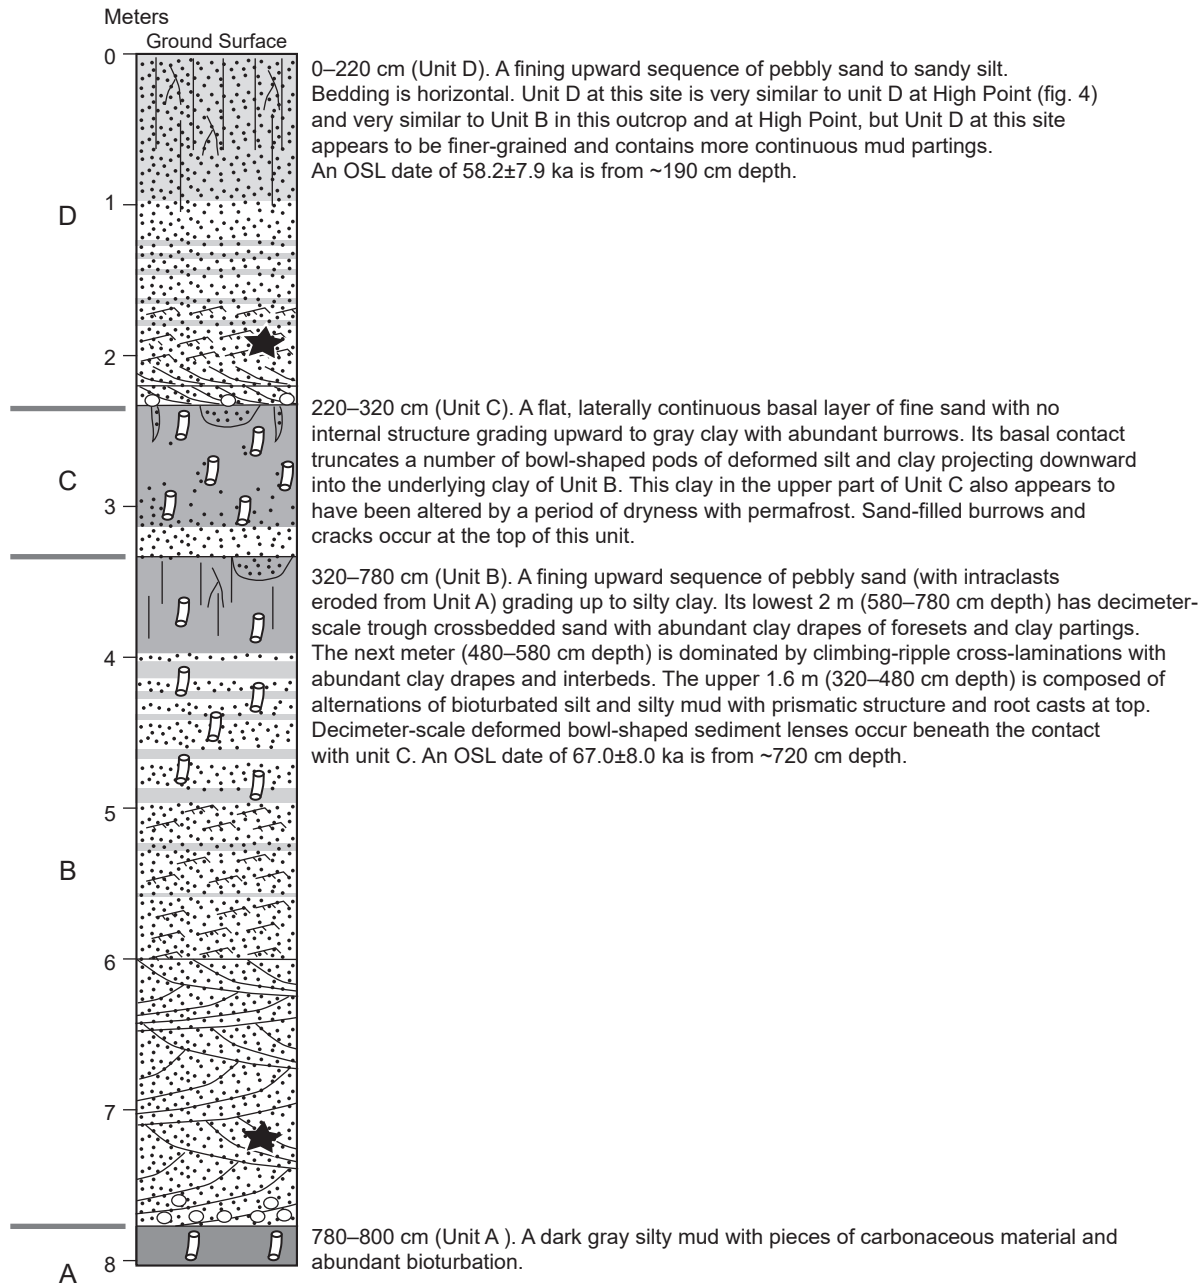 Meters
Ground Surface
0
0–220 cm (Unit D). A fining upward sequence of pebbly sand to sandy silt.
Bedding is horizontal. Unit D at this site is very similar to unit D at High Point (fig. 4)
and very similar to Unit B in this outcrop and at High Point, but Unit D at this site
appears to be finer-grained and contains more continuous mud partings.
An OSL date of 58.2±7.9 ka is from ~190 cm depth.
1
D
2
220–320 cm (Unit C). A flat, laterally continuous basal layer of fine sand with no
internal structure grading upward to gray clay with abundant burrows. Its basal contact
truncates a number of bowl-shaped pods of deformed silt and clay projecting downward
into the underlying clay of Unit B. This clay in the upper part of Unit C also appears to
have been altered by a period of dryness with permafrost. Sand-filled burrows and
cracks occur at the top of this unit.
C
3
320–780 cm (Unit B). A fining upward sequence of pebbly sand (with intraclasts
eroded from Unit A) grading up to silty clay. Its lowest 2 m (580–780 cm depth) has decimeter-
scale trough crossbedded sand with abundant clay drapes of foresets and clay partings.
The next meter (480–580 cm depth) is dominated by climbing-ripple cross-laminations with
abundant clay drapes and interbeds. The upper 1.6 m (320–480 cm depth) is composed of
alternations of bioturbated silt and silty mud with prismatic structure and root casts at top.
Decimeter-scale deformed bowl-shaped sediment lenses occur beneath the contact
with unit C. An OSL date of 67.0±8.0 ka is from ~720 cm depth.
4
5
B
6
7
780–800 cm (Unit A ). A dark gray silty mud with pieces of carbonaceous material and
abundant bioturbation.
8
A